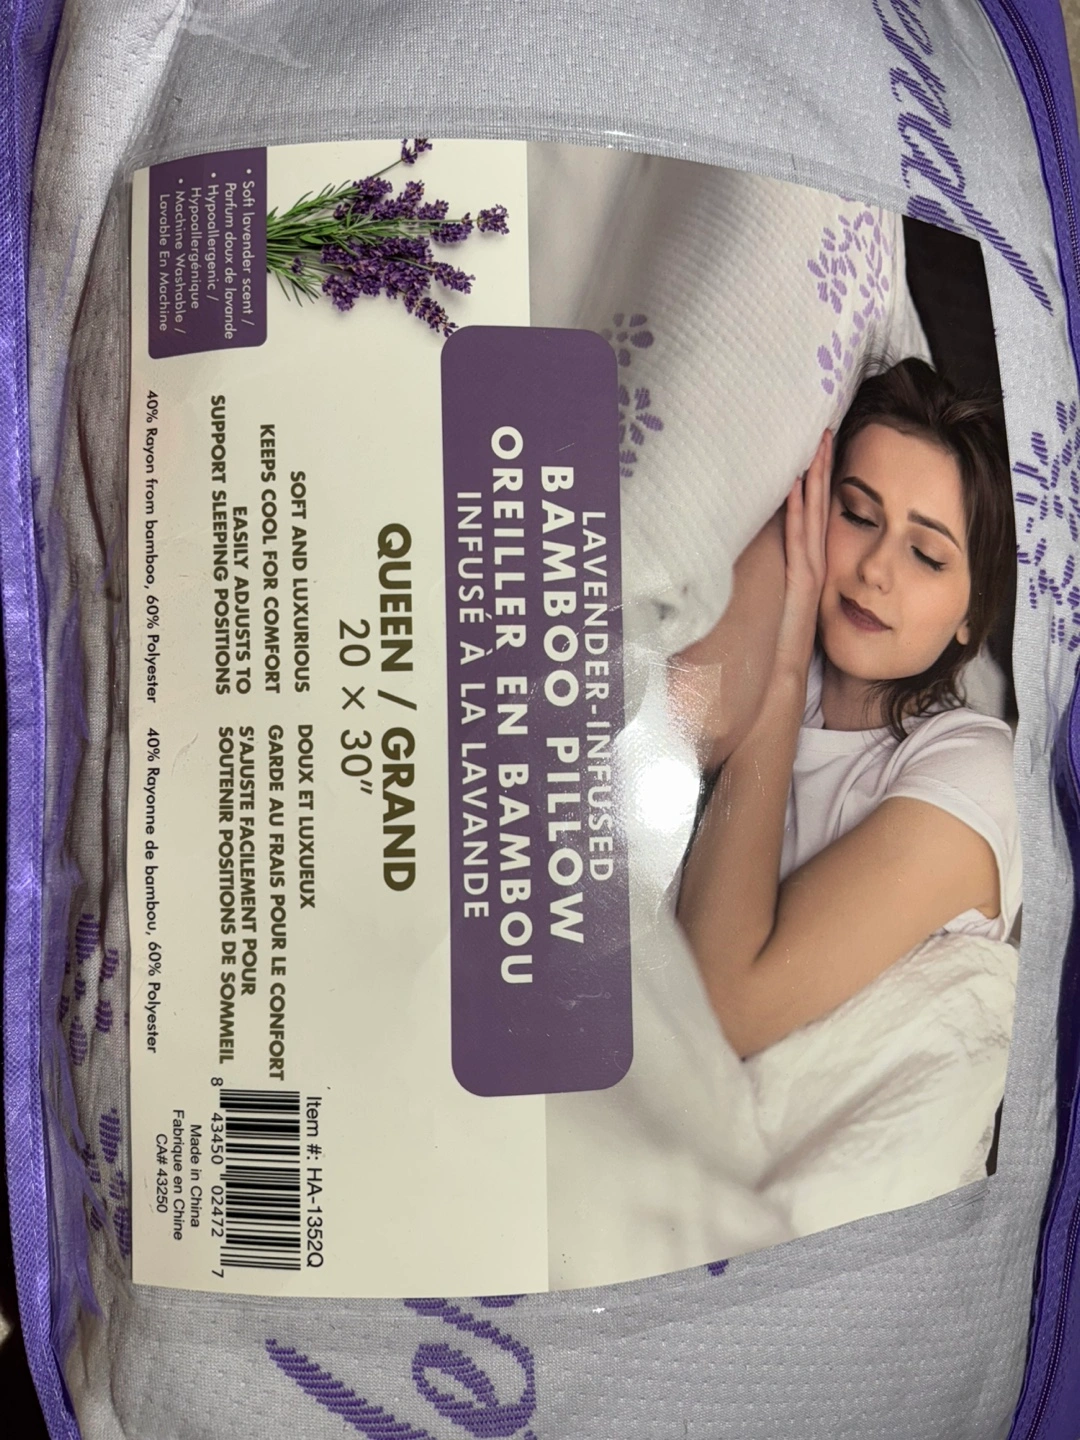 LAVENDER-INFUSED
BAMBOO PILLOW
OREILLER EN BAMBOU
INFUSÉ À LA LAVANDE
QUEEN / GRAND
20 × 30"
• Soft lavender scent /
Parfum doux de lavande
• Hypoallergenic /
Hypoallergénique
• Machine Washable /
Lavable En Machine
SOFT AND LUXURIOUS
KEEPS COOL FOR COMFORT
EASILY ADJUSTS TO
SUPPORT SLEEPING POSITIONS
DOUX ET LUXUEUX
GARDE AU FRAIS POUR LE CONFORT
S'AJUSTE FACILEMENT POUR
SOUTENIR POSITIONS DE SOMMEIL
40% Rayon from bamboo, 60% Polyester
40% Rayonne de bambou, 60% Polyester
Item #: HA-1352Q
8 43450 02472 7
Made in China
Fabrique en Chine
CA# 43250